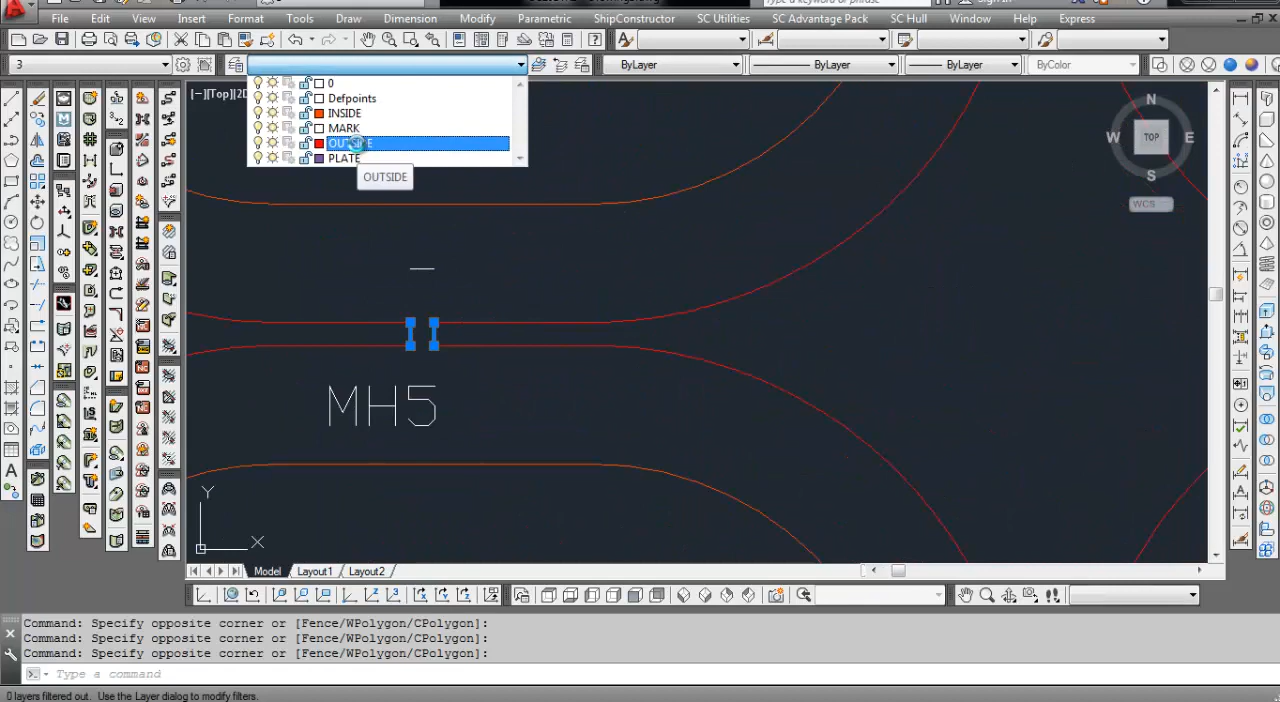 File Edit View Insert Format Tools Draw Dimension Modify Parametric ShipConstructor SC Utilities SC Advantage Pack SC Hull Window Help Express
3 ByLayer ByLayer ByLayer ByColor
[−][Top][2D
0
Defpoints
INSIDE
MARK
OUTSIDE
PLATE
OUTSIDE
N
W TOP E
S
WCS
MH5
Y
X
Model Layout1 Layout2
Command: Specify opposite corner or [Fence/WPolygon/CPolygon]:
Command: Specify opposite corner or [Fence/WPolygon/CPolygon]:
Command: Specify opposite corner or [Fence/WPolygon/CPolygon]:
Type a command
0 layers filtered out. Use the Layer dialog to modify filters.